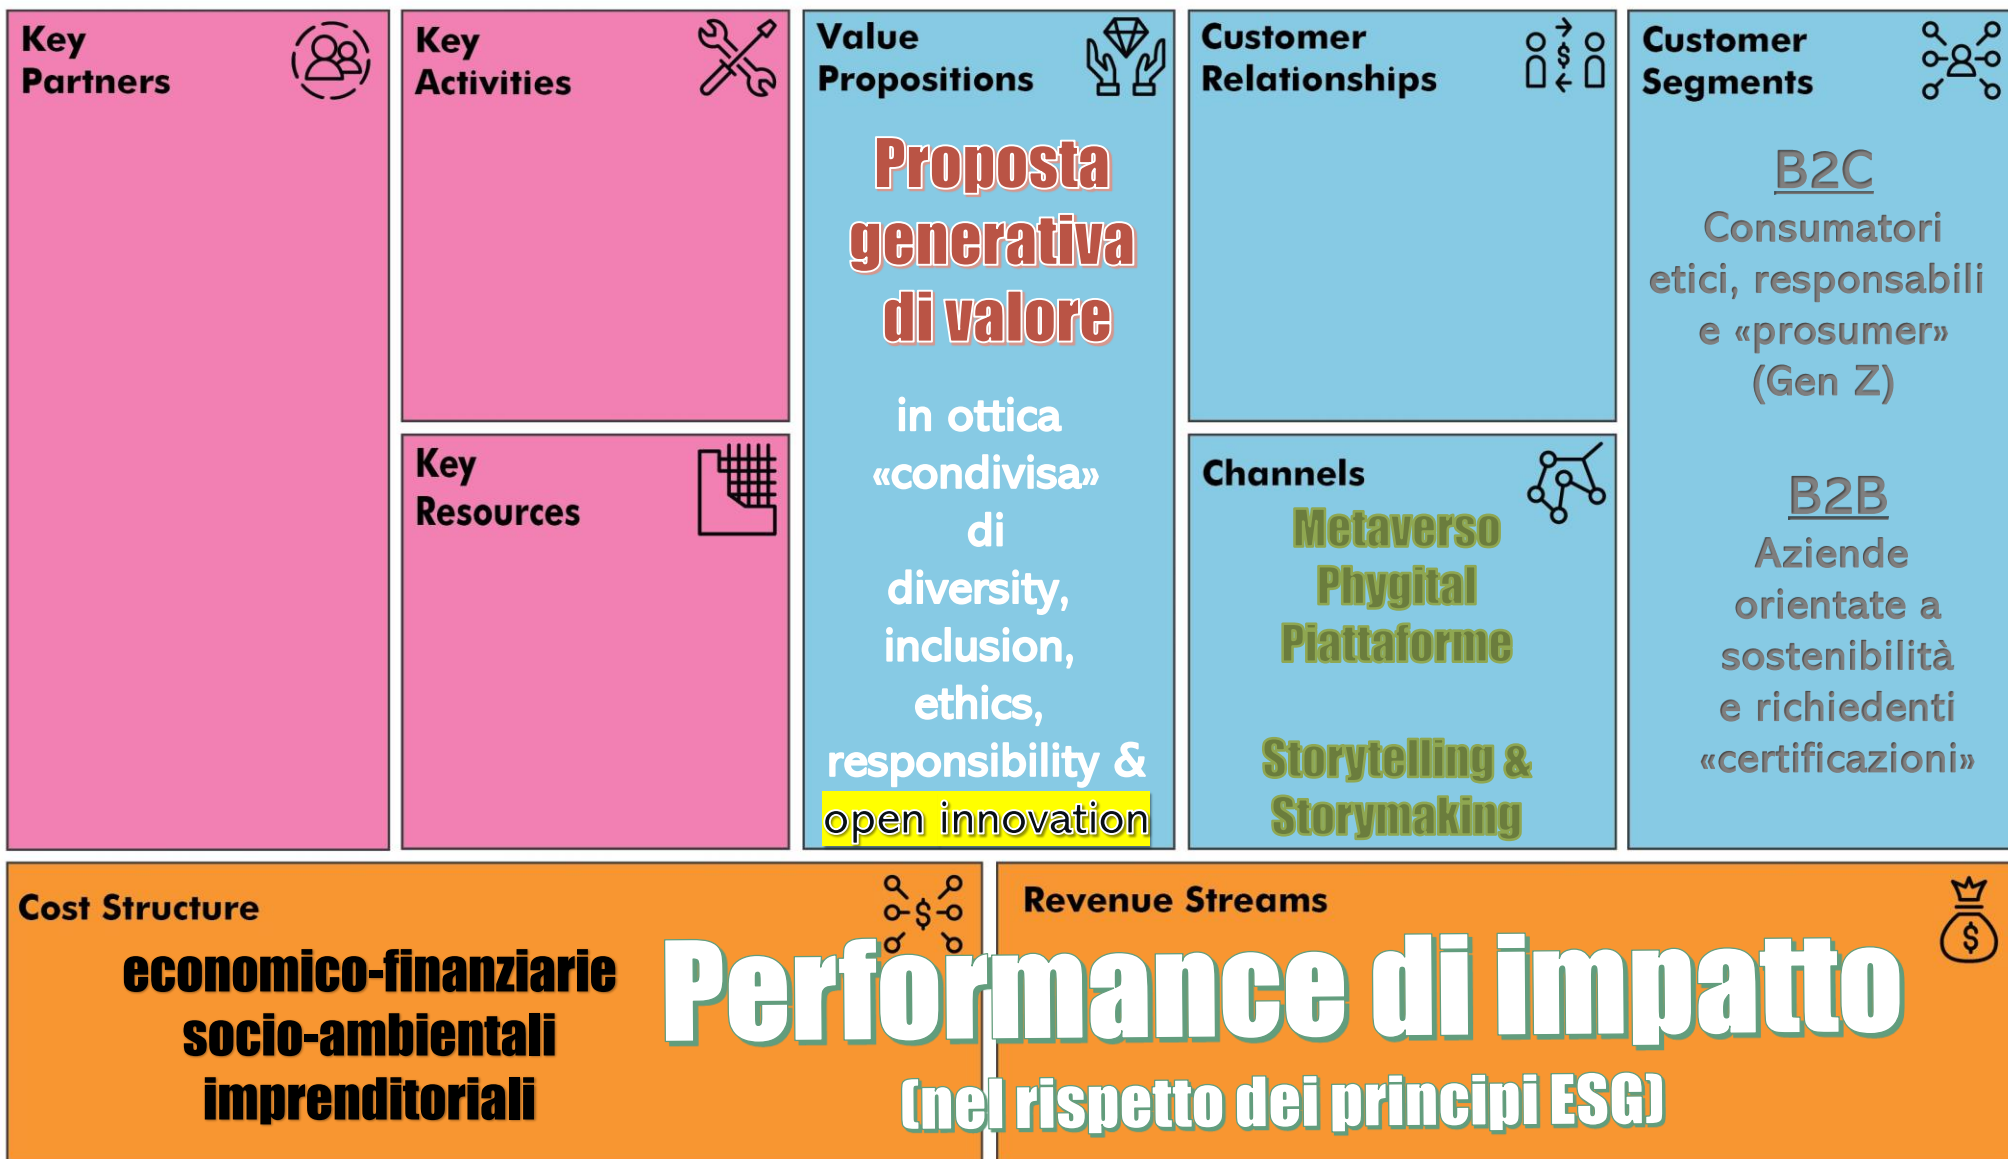 Key
Partners
Key
Activities
Key
Resources
Value
Propositions
Proposta
generativa
di valore
in ottica
«condivisa»
di
diversity,
inclusion,
ethics,
responsibility &
open innovation
Customer
Relationships
$
Channels
Metaverso
Phygital
Piattaforme
Storytelling &
Storymaking
Customer
Segments
B2C
Consumatori
etici, responsabili
e «prosumer»
(Gen Z)
B2B
Aziende
orientate a
sostenibilità
e richiedenti
«certificazioni»
Cost Structure
$
economico-finanziarie
socio-ambientali
imprenditoriali
Revenue Streams
$
Performance di impatto
(nel rispetto dei principi ESG)